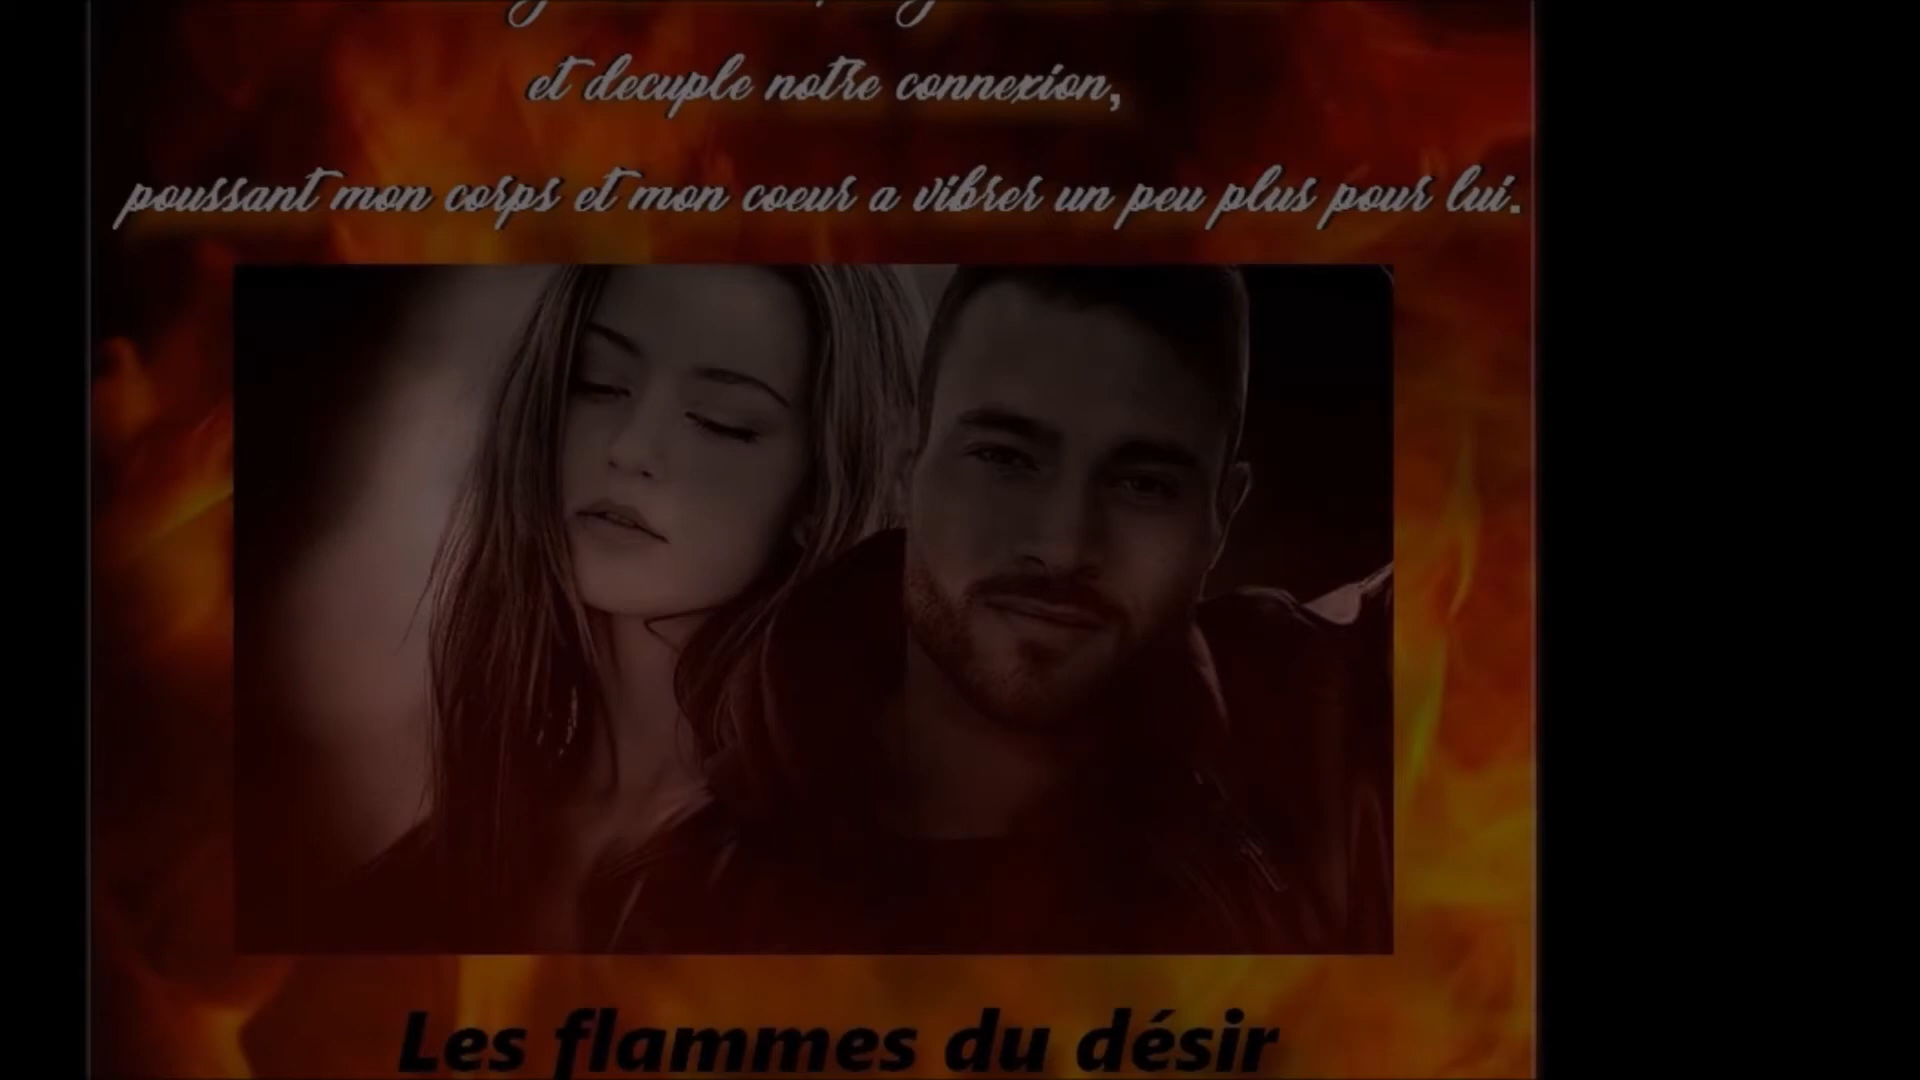 et decuple notre connexion,
poussant mon corps et mon coeur a vibrer un peu plus pour lui.
Les flammes du désir